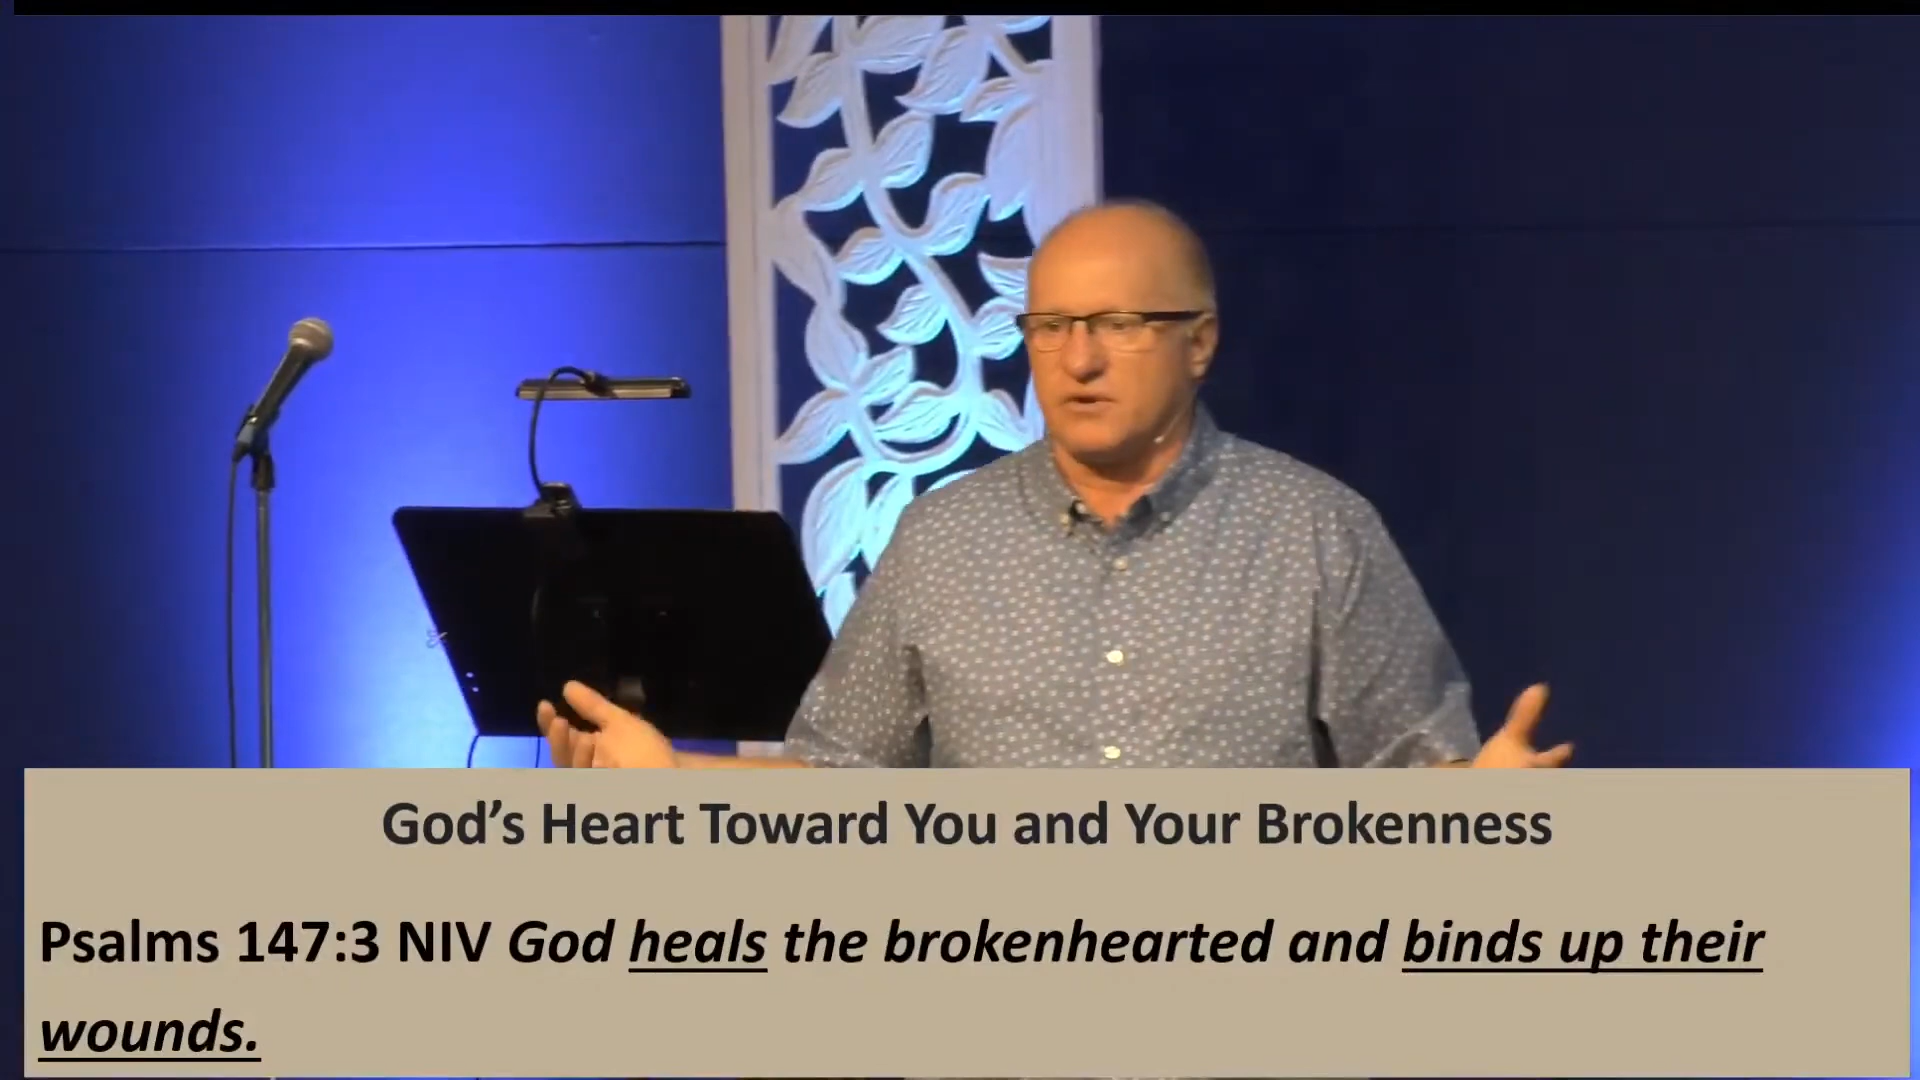 God’s Heart Toward You and Your Brokenness
Psalms 147:3 NIV God heals the brokenhearted and binds up their
wounds.